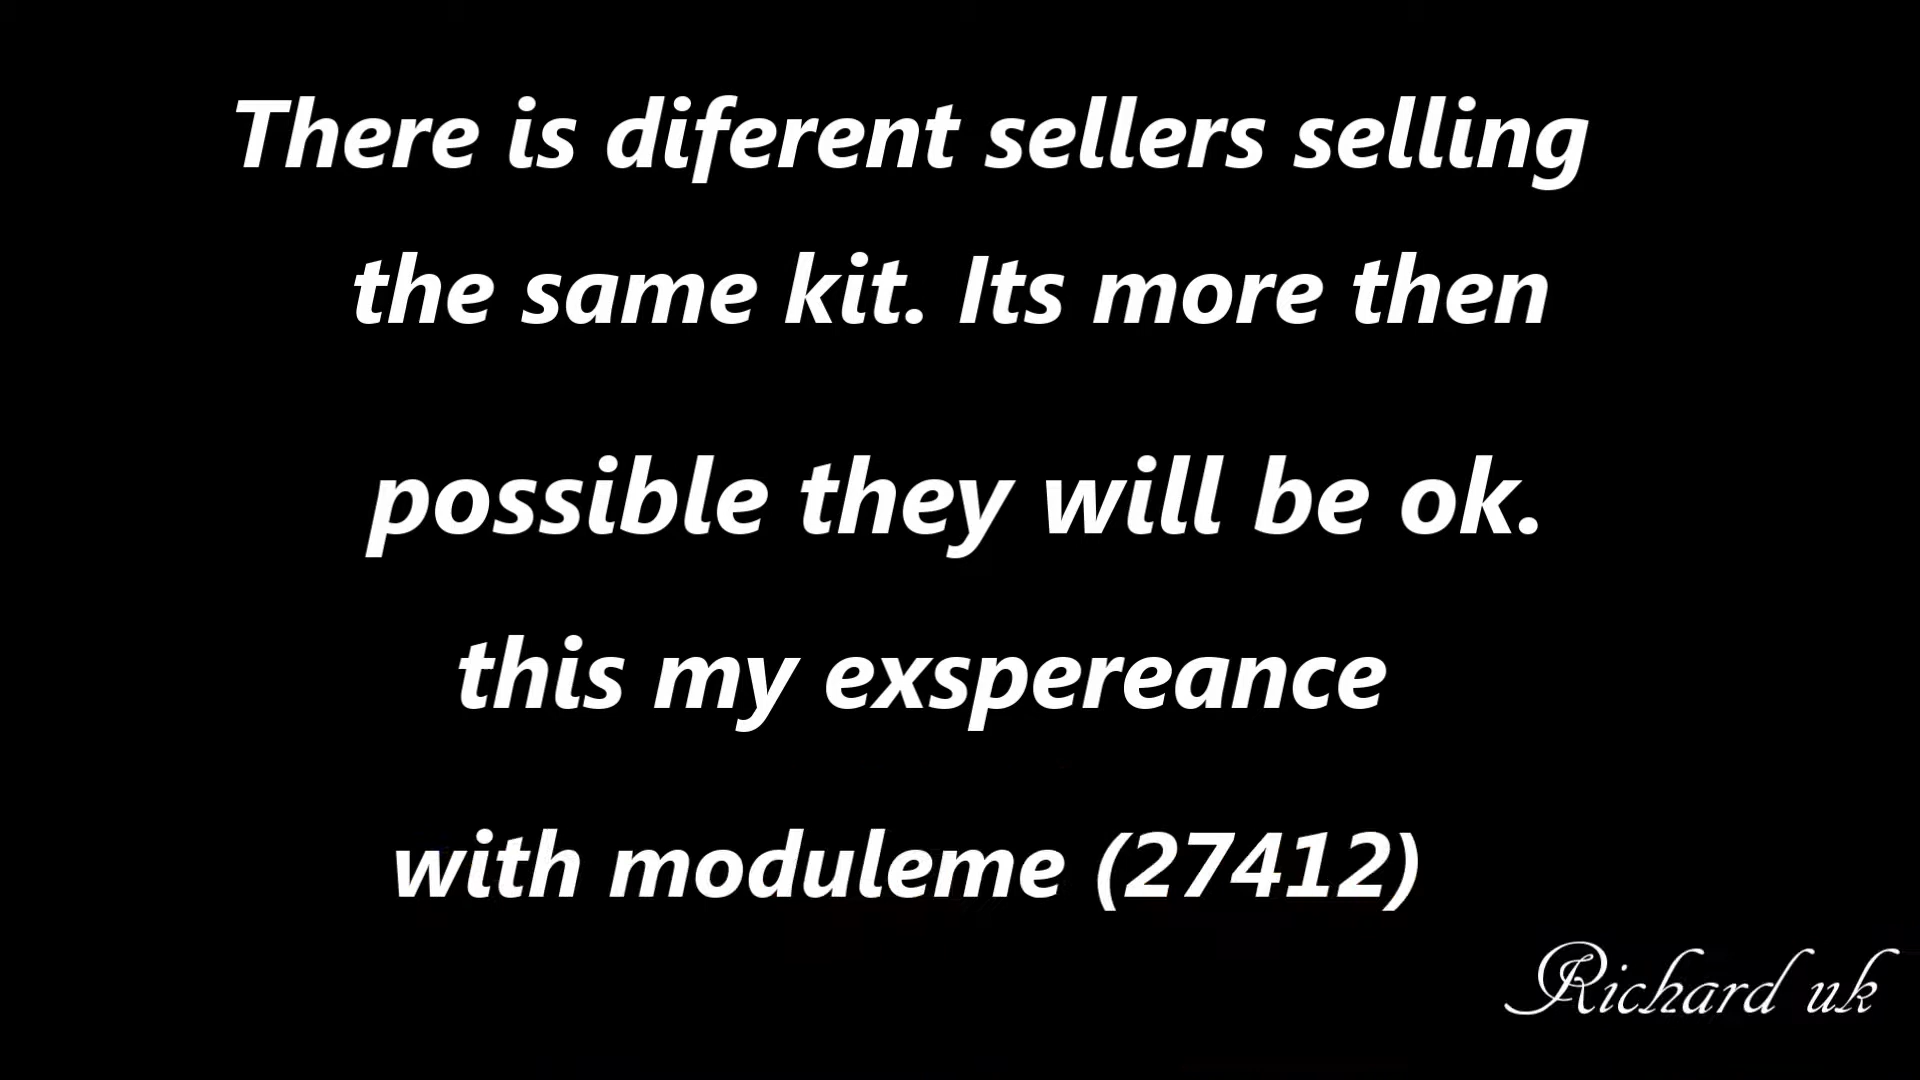 There is diferent sellers selling
the same kit. Its more then
possible they will be ok.
this my exspereance
with moduleme (27412)
Richard uk